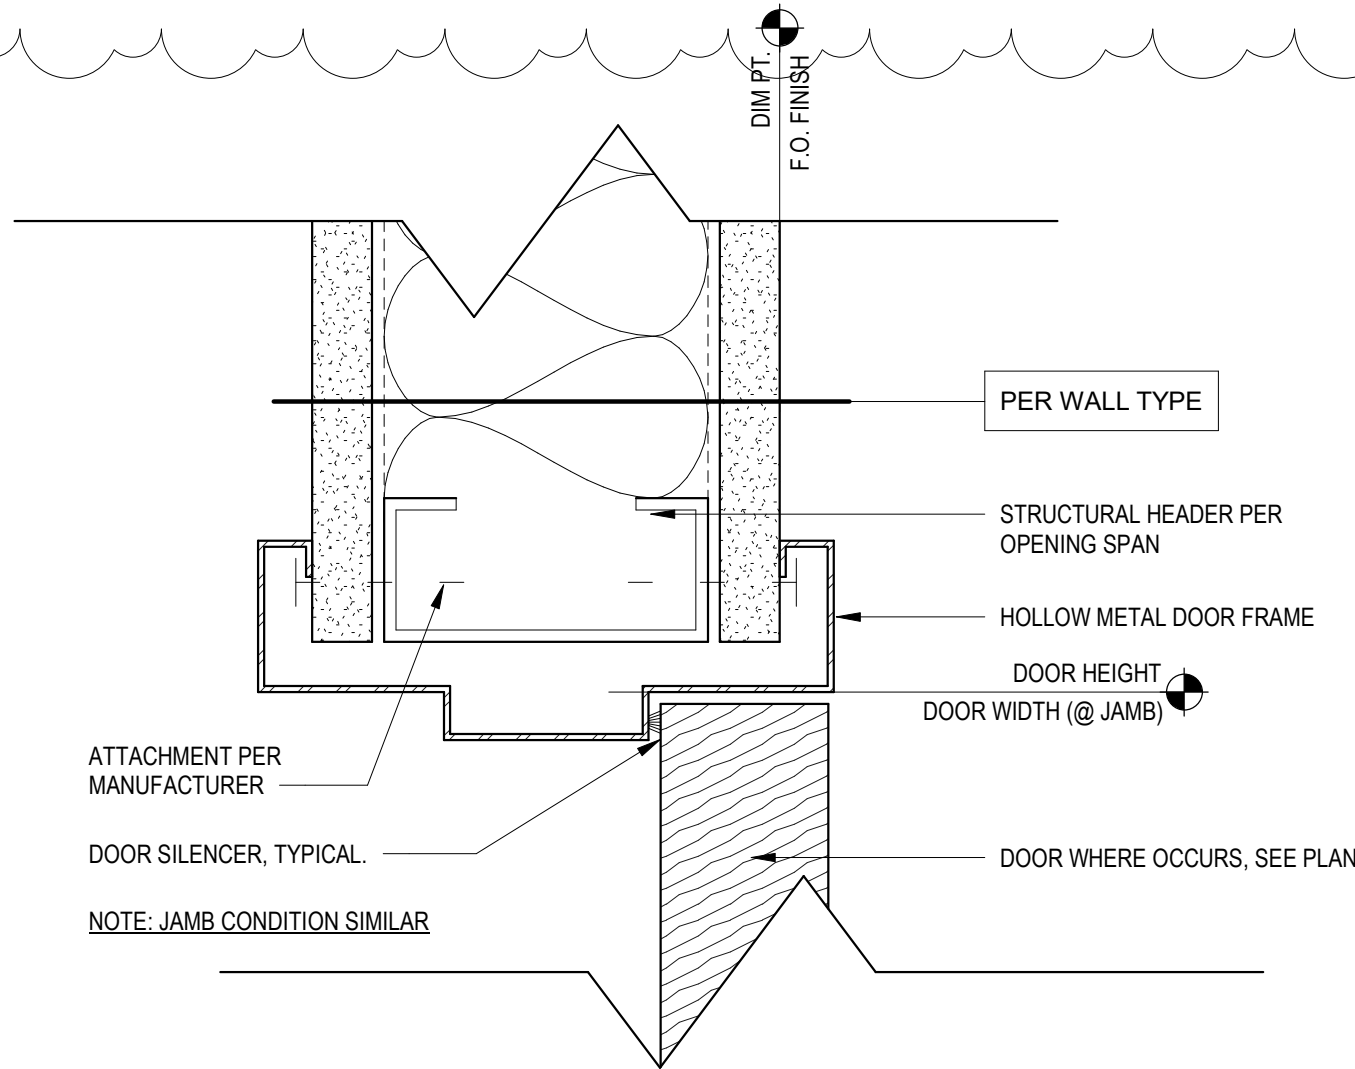 DIM PT.
F.O. FINISH
PER WALL TYPE
STRUCTURAL HEADER PER
OPENING SPAN
HOLLOW METAL DOOR FRAME
DOOR HEIGHT
DOOR WIDTH (@ JAMB)
ATTACHMENT PER
MANUFACTURER
DOOR SILENCER, TYPICAL.
DOOR WHERE OCCURS, SEE PLAN
NOTE: JAMB CONDITION SIMILAR